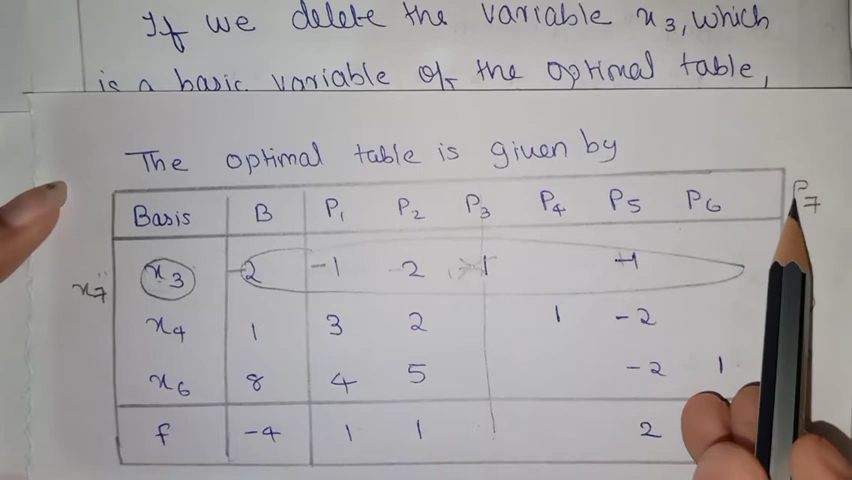 If we delete the variable x3, which
is a basic variable of the optimal table,
The optimal table is given by
Basis B P1 P2 P3 P4 P5 P6 P7
x7 x3 -2 -1 -2 1 +1
x4 1 3 2 1 -2
x6 8 4 5 -2 1
f -4 1 1 2